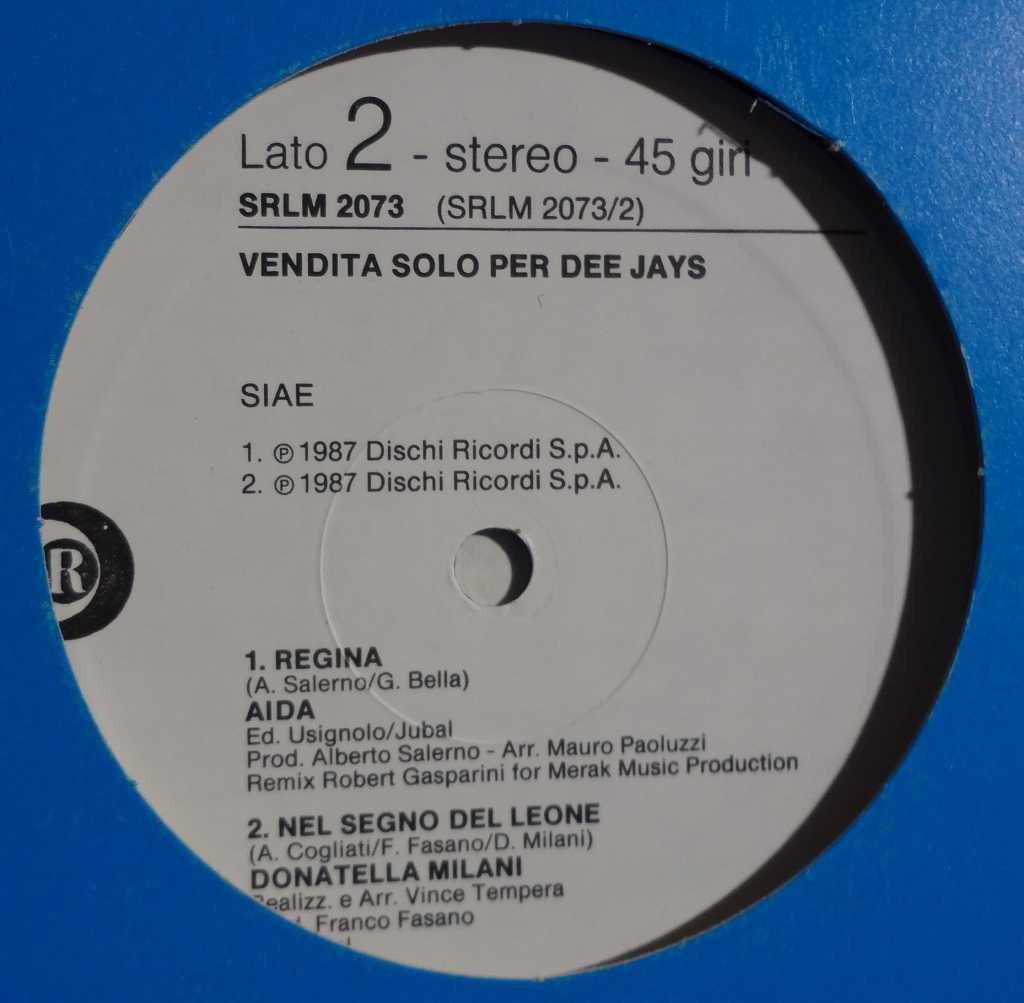 Lato 2 - stereo - 45 giri
SRLM 2073 (SRLM 2073/2)
VENDITA SOLO PER DEE JAYS
SIAE
1. ℗ 1987 Dischi Ricordi S.p.A.
2. ℗ 1987 Dischi Ricordi S.p.A.
R
1. REGINA
(A. Salerno/G. Bella)
AIDA
Ed. Usignolo/Jubal
Prod. Alberto Salerno - Arr. Mauro Paoluzzi
Remix Robert Gasparini for Merak Music Production
2. NEL SEGNO DEL LEONE
(A. Cogliati/F. Fasano/D. Milani)
DONATELLA MILANI
e Arr. Vince Tempera
Franco Fasano